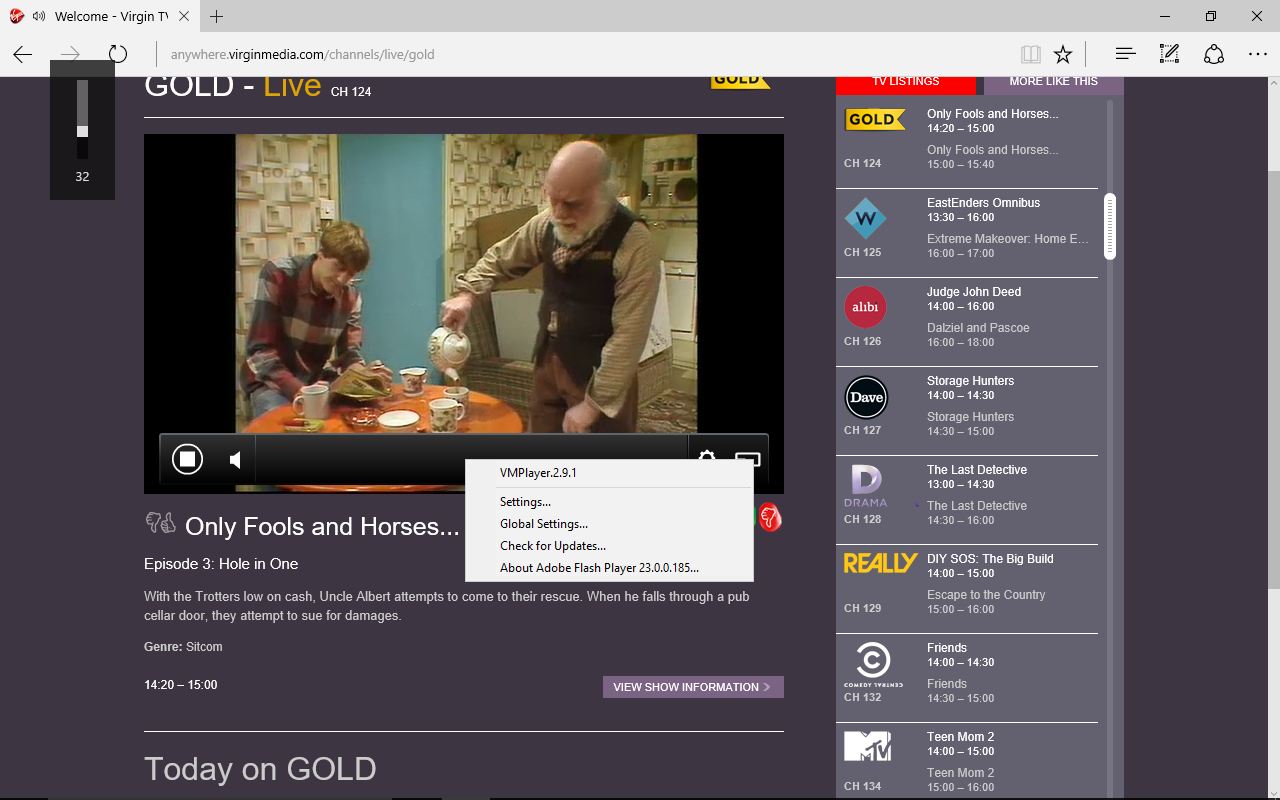 Welcome - Virgin TV
anywhere.virginmedia.com/channels/live/gold
32
GOLD - Live CH 124
GOLD
VMPlayer.2.9.1
Settings...
Global Settings...
Check for Updates...
About Adobe Flash Player 23.0.0.185...
Only Fools and Horses...
Episode 3: Hole in One
With the Trotters low on cash, Uncle Albert attempts to come to their rescue. When he falls through a pub
cellar door, they attempt to sue for damages.
Genre: Sitcom
14:20 – 15:00
VIEW SHOW INFORMATION
Today on GOLD
TV LISTINGS
MORE LIKE THIS
GOLD
CH 124
Only Fools and Horses...
14:20 – 15:00
Only Fools and Horses...
15:00 – 15:40
W
CH 125
EastEnders Omnibus
13:30 – 16:00
Extreme Makeover: Home E...
16:00 – 17:00
alibi
CH 126
Judge John Deed
14:00 – 16:00
Dalziel and Pascoe
16:00 – 18:00
Dave
CH 127
Storage Hunters
14:00 – 14:30
Storage Hunters
14:30 – 15:00
D
DRAMA
CH 128
The Last Detective
13:00 – 14:30
The Last Detective
14:30 – 16:00
REALLY
CH 129
DIY SOS: The Big Build
14:00 – 15:00
Escape to the Country
15:00 – 16:00
COMEDY CENTRAL
CH 132
Friends
14:00 – 14:30
Friends
14:30 – 15:00
MTV
CH 134
Teen Mom 2
14:00 – 15:00
Teen Mom 2
15:00 – 16:00